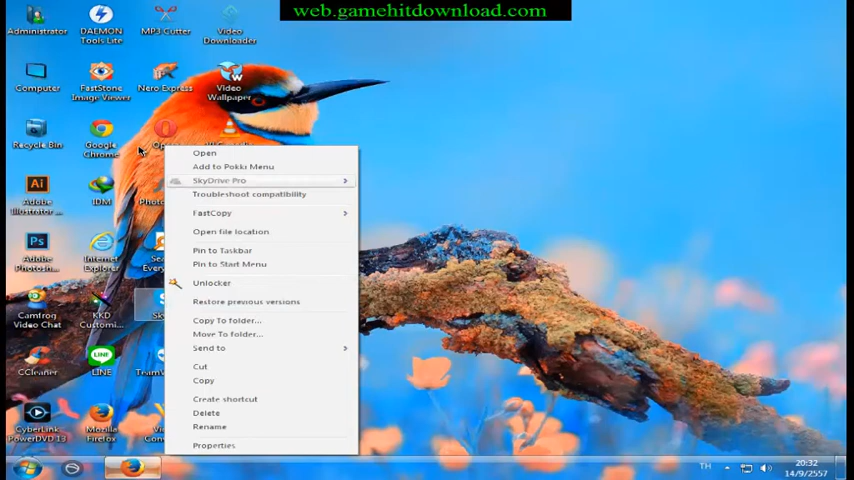 web.gamehitdownload.com
Administrator
DAEMON
Tools Lite
MP3 Cutter
Video
Downloader
Computer
FastStone
Image Viewer
Nero Express
Video
Wallpaper
Recycle Bin
Google
Chrome
Adobe
Illustrator ...
IDM
Adobe
Photosh...
Internet
Explorer
Camfrog
Video Chat
KKD
Customi...
CCleaner
LINE
CyberLink
PowerDVD 13
Mozilla
Firefox
Open
Add to Pokki Menu
SkyDrive Pro
Troubleshoot compatibility
FastCopy
Open file location
Pin to Taskbar
Pin to Start Menu
Unlocker
Restore previous versions
Copy To folder...
Move To folder...
Send to
Cut
Copy
Create shortcut
Delete
Rename
Properties
TH
20:32
14/9/2557